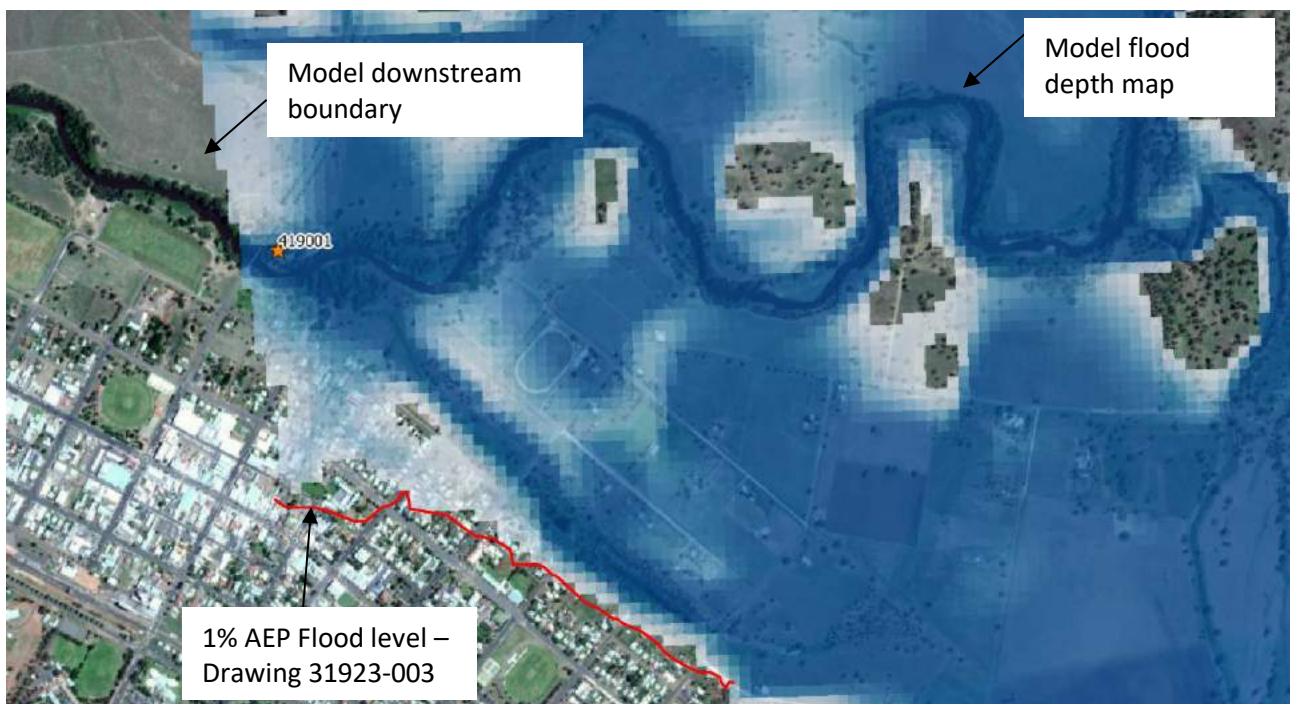 Model downstream
boundary
Model flood
depth map
419001
1% AEP Flood level –
Drawing 31923-003